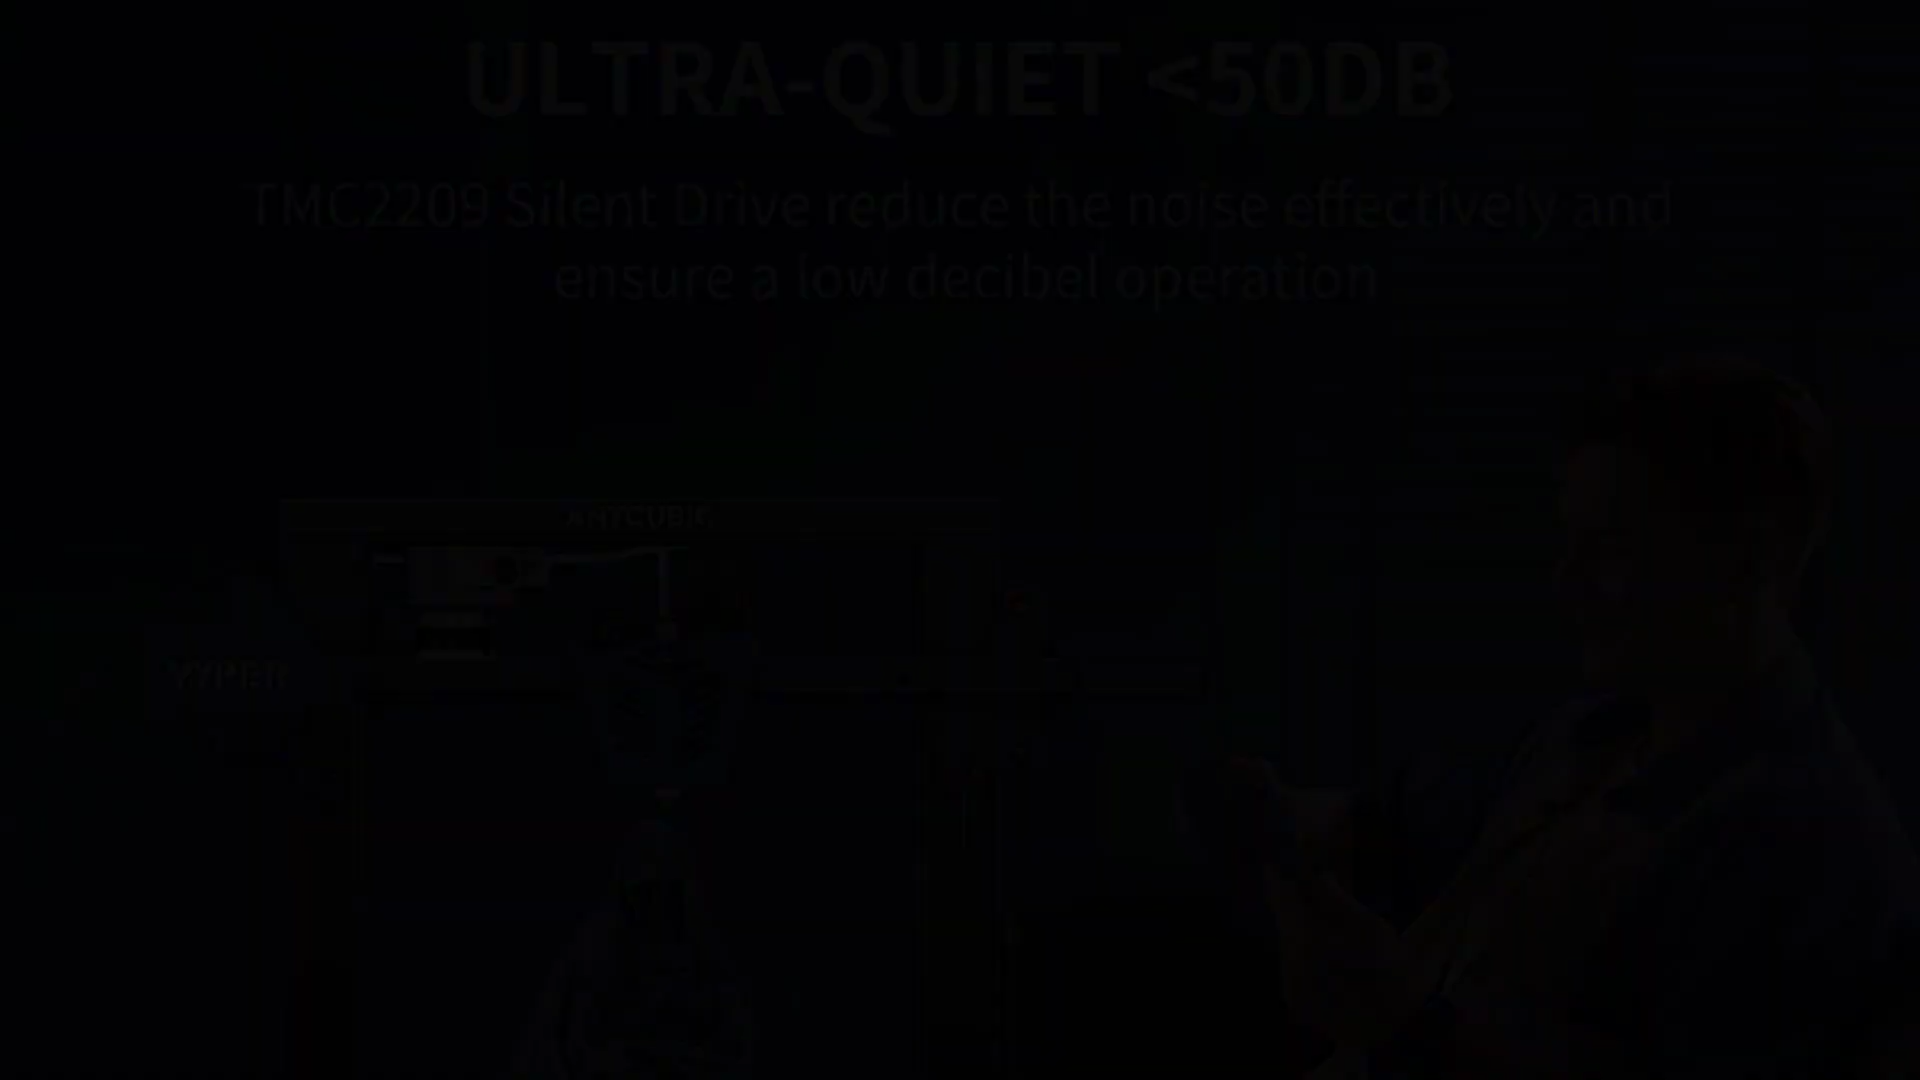 ULTRA-QUIET <50DB
TMC2209 Silent Drive reduce the noise effectively and
ensure a low decibel operation
ANYCUBIC
VYPER